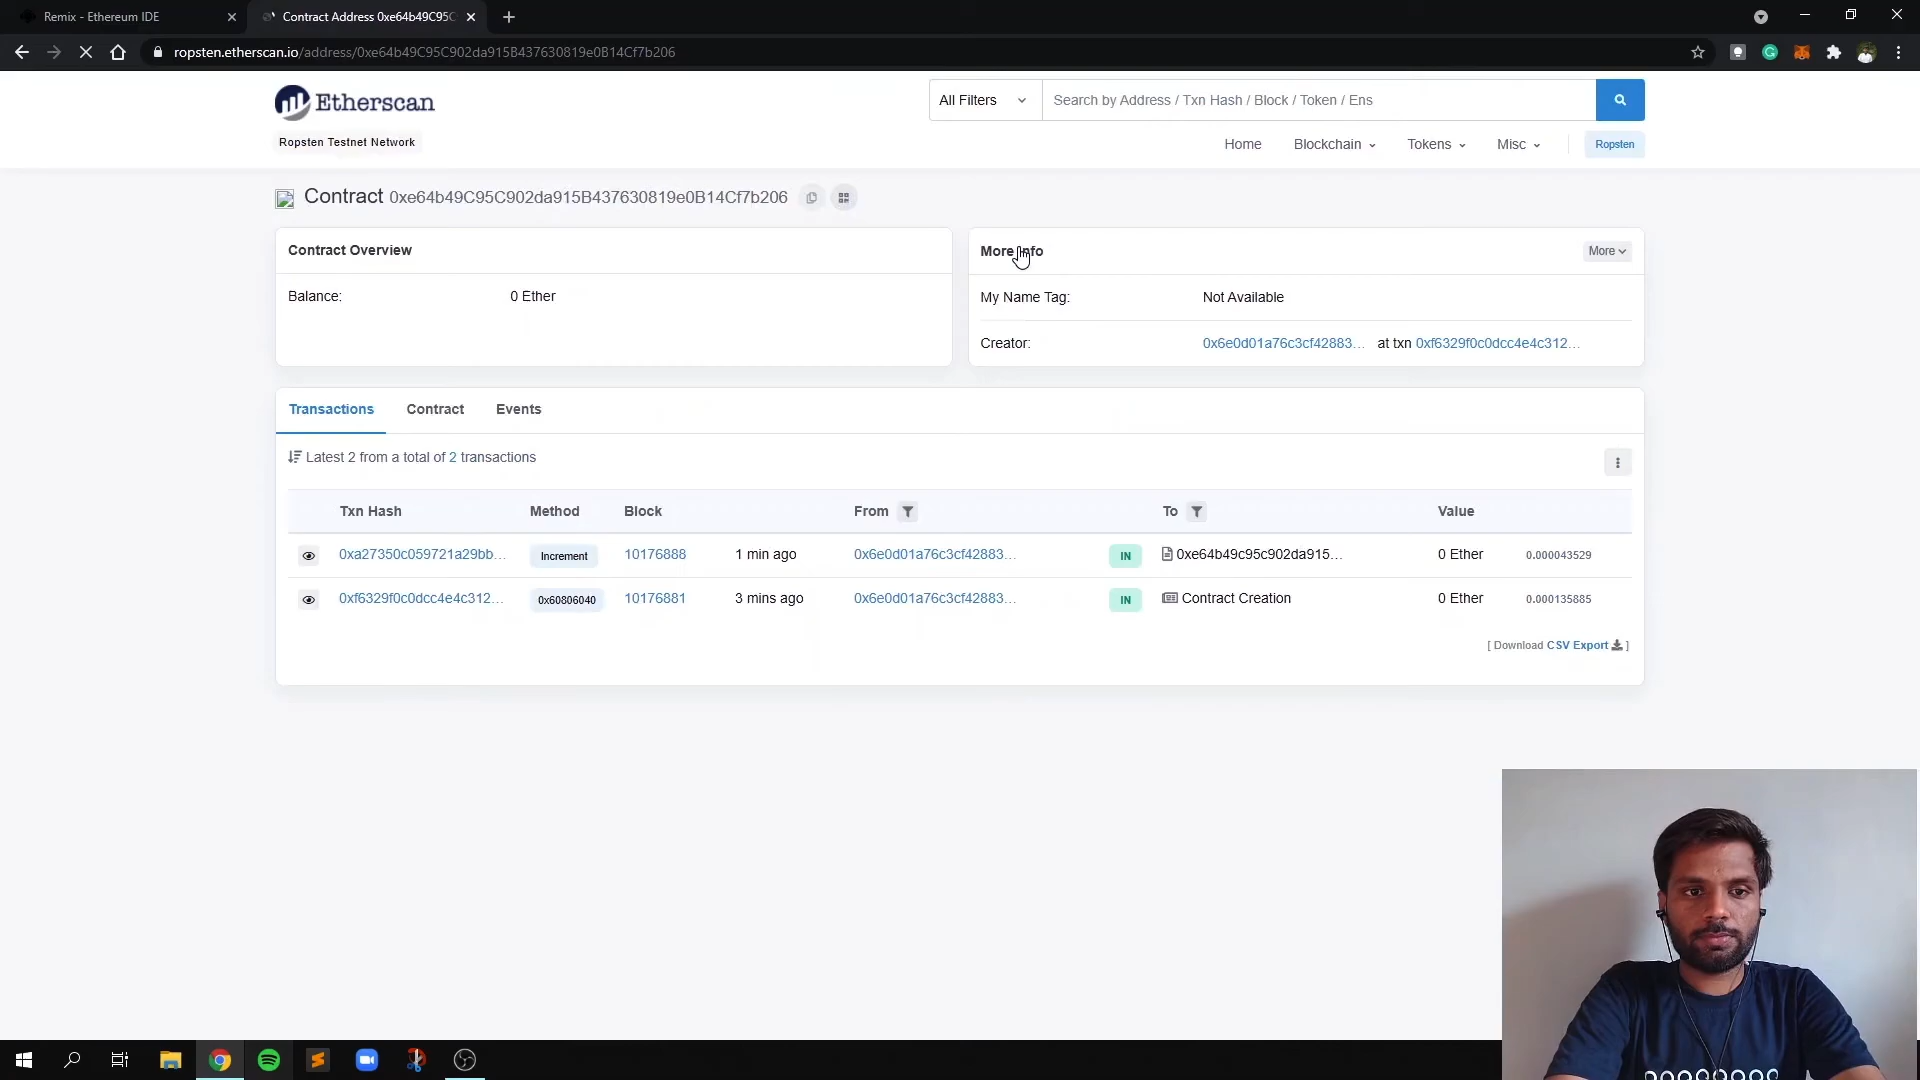 Remix - Ethereum IDE
Contract Address 0xe64b49C95C
ropsten.etherscan.io/address/0xe64b49C95C902da915B437630819e0B14Cf7b206
Etherscan
All Filters
Search by Address / Txn Hash / Block / Token / Ens
Ropsten Testnet Network
Home Blockchain Tokens Misc Ropsten
Contract 0xe64b49C95C902da915B437630819e0B14Cf7b206
Contract Overview
Balance: 0 Ether
More Info More
My Name Tag: Not Available
Creator: 0x6e0d01a76c3cf42883... at txn 0xf6329f0c0dcc4e4c312...
Transactions Contract Events
Latest 2 from a total of 2 transactions
Txn Hash Method Block From To Value
0xa27350c059721a29bb... Increment 10176888 1 min ago 0x6e0d01a76c3cf42883... IN 0xe64b49c95c902da915... 0 Ether 0.000043529
0xf6329f0c0dcc4e4c312... 0x60806040 10176881 3 mins ago 0x6e0d01a76c3cf42883... IN Contract Creation 0 Ether 0.000135885
[ Download CSV Export ]